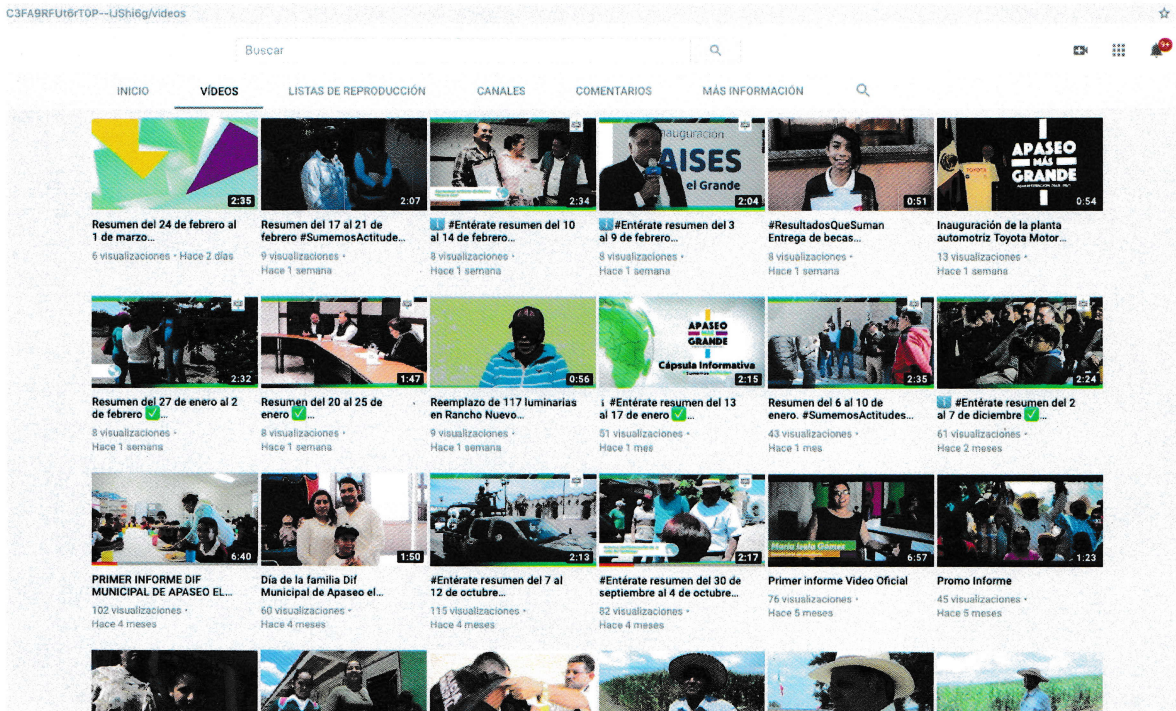 C3FA9RFUt6rT0P--IJShi6g/videos
Buscar
9+
INICIO VÍDEOS LISTAS DE REPRODUCCIÓN CANALES COMENTARIOS MÁS INFORMACIÓN
2:35
2:07
2:34
Inauguración
AISES
el Grande
2:04
0:51
TOYOTA
APASEO
MÁS
GRANDE
0:54
Resumen del 24 de febrero al
1 de marzo...
6 visualizaciones • Hace 2 días
Resumen del 17 al 21 de
febrero #SumemosActitude...
9 visualizaciones •
Hace 1 semana
#Entérate resumen del 10
al 14 de febrero...
8 visualizaciones •
Hace 1 semana
#Entérate resumen del 3
al 9 de febrero...
8 visualizaciones •
Hace 1 semana
#ResultadosQueSuman
Entrega de becas...
8 visualizaciones •
Hace 1 semana
Inauguración de la planta
automotriz Toyota Motor...
13 visualizaciones •
Hace 1 semana
2:32
1:47
0:56
APASEO
MÁS
GRANDE
Cápsula Informativa
2:15
2:35
2:24
Resumen del 27 de enero al 2
de febrero ✅...
8 visualizaciones •
Hace 1 semana
Resumen del 20 al 25 de
enero ✅...
8 visualizaciones •
Hace 1 semana
Reemplazo de 117 luminarias
en Rancho Nuevo...
9 visualizaciones •
Hace 1 semana
ℹ #Entérate resumen del 13
al 17 de enero ✅...
51 visualizaciones •
Hace 1 mes
Resumen del 6 al 10 de
enero. #SumemosActitudes...
43 visualizaciones •
Hace 1 mes
#Entérate resumen del 2
al 7 de diciembre ✅...
61 visualizaciones •
Hace 2 meses
6:40
1:50
2:13
2:17
María Isela Gómez
6:57
1:23
PRIMER INFORME DIF
MUNICIPAL DE APASEO EL...
102 visualizaciones •
Hace 4 meses
Día de la familia Dif
Municipal de Apaseo el...
60 visualizaciones •
Hace 4 meses
#Entérate resumen del 7 al
12 de octubre...
115 visualizaciones •
Hace 4 meses
#Entérate resumen del 30 de
septiembre al 4 de octubre...
82 visualizaciones •
Hace 4 meses
Primer informe Video Oficial
76 visualizaciones •
Hace 5 meses
Promo Informe
45 visualizaciones •
Hace 5 meses